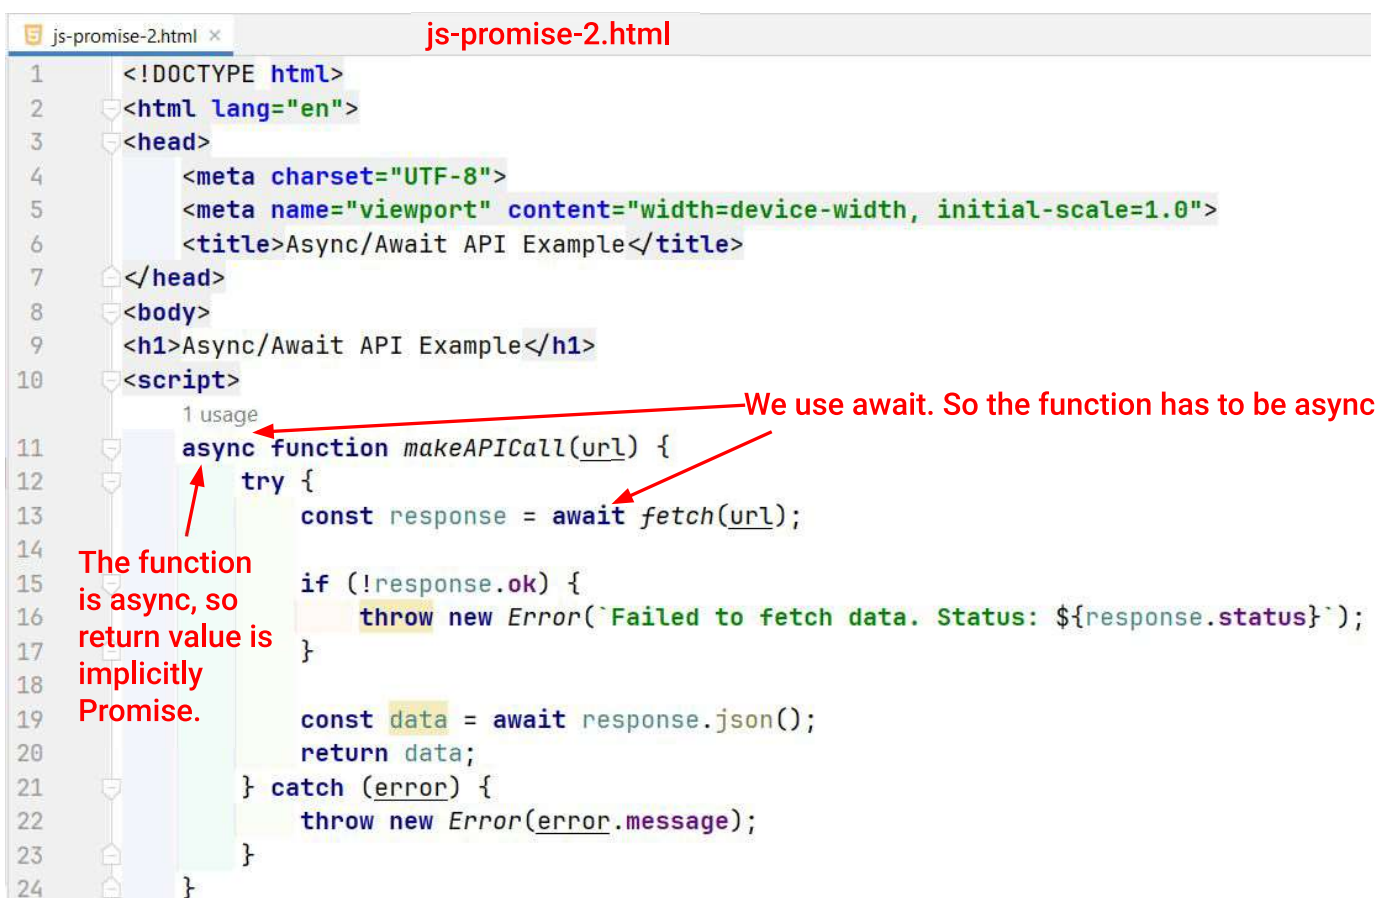 js-promise-2.html ×
js-promise-2.html
1 <!DOCTYPE html>
2 <html lang="en">
3 <head>
4     <meta charset="UTF-8">
5     <meta name="viewport" content="width=device-width, initial-scale=1.0">
6     <title>Async/Await API Example</title>
7 </head>
8 <body>
9 <h1>Async/Await API Example</h1>
10 <script>
1 usage
We use await. So the function has to be async
11     async function makeAPICall(url) {
12         try {
13             const response = await fetch(url);
14
15             if (!response.ok) {
16                 throw new Error(`Failed to fetch data. Status: ${response.status}`);
17             }
18
19             const data = await response.json();
20             return data;
21         } catch (error) {
22             throw new Error(error.message);
23         }
24     }
The function
is async, so
return value is
implicitly
Promise.